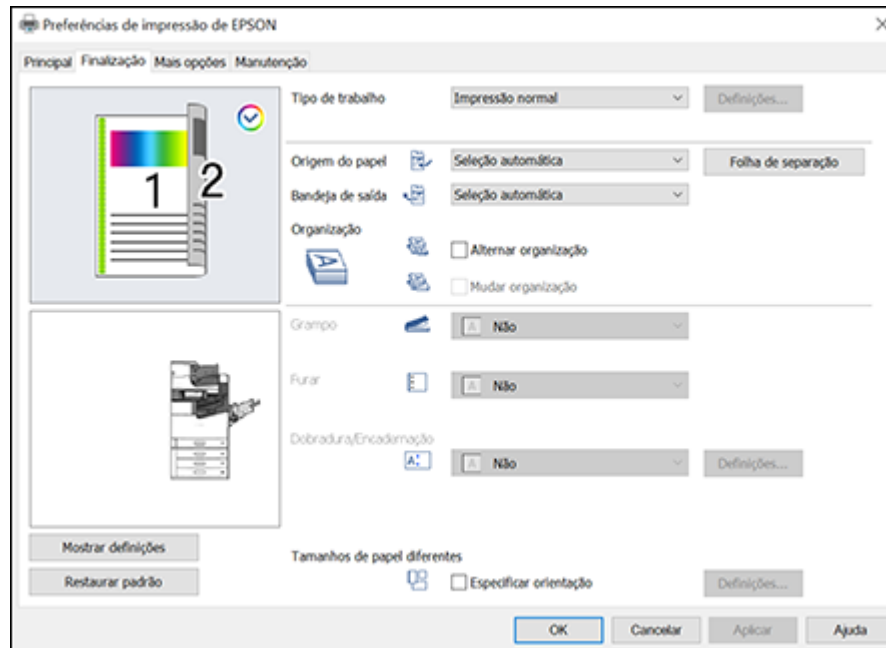 Preferências de impressão de EPSON
Principal Finalização Mais opções Manutenção
Tipo de trabalho Impressão normal Definições...
1 2
Origem do papel Seleção automática Folha de separação
Bandeja de saída Seleção automática
Organização
A
Alternar organização
Mudar organização
Grampo A Não
Furar A Não
Dobradura/Encadernação
A Não Definições...
Mostrar definições
Restaurar padrão
Tamanhos de papel diferentes
Especificar orientação Definições...
OK Cancelar Aplicar Ajuda